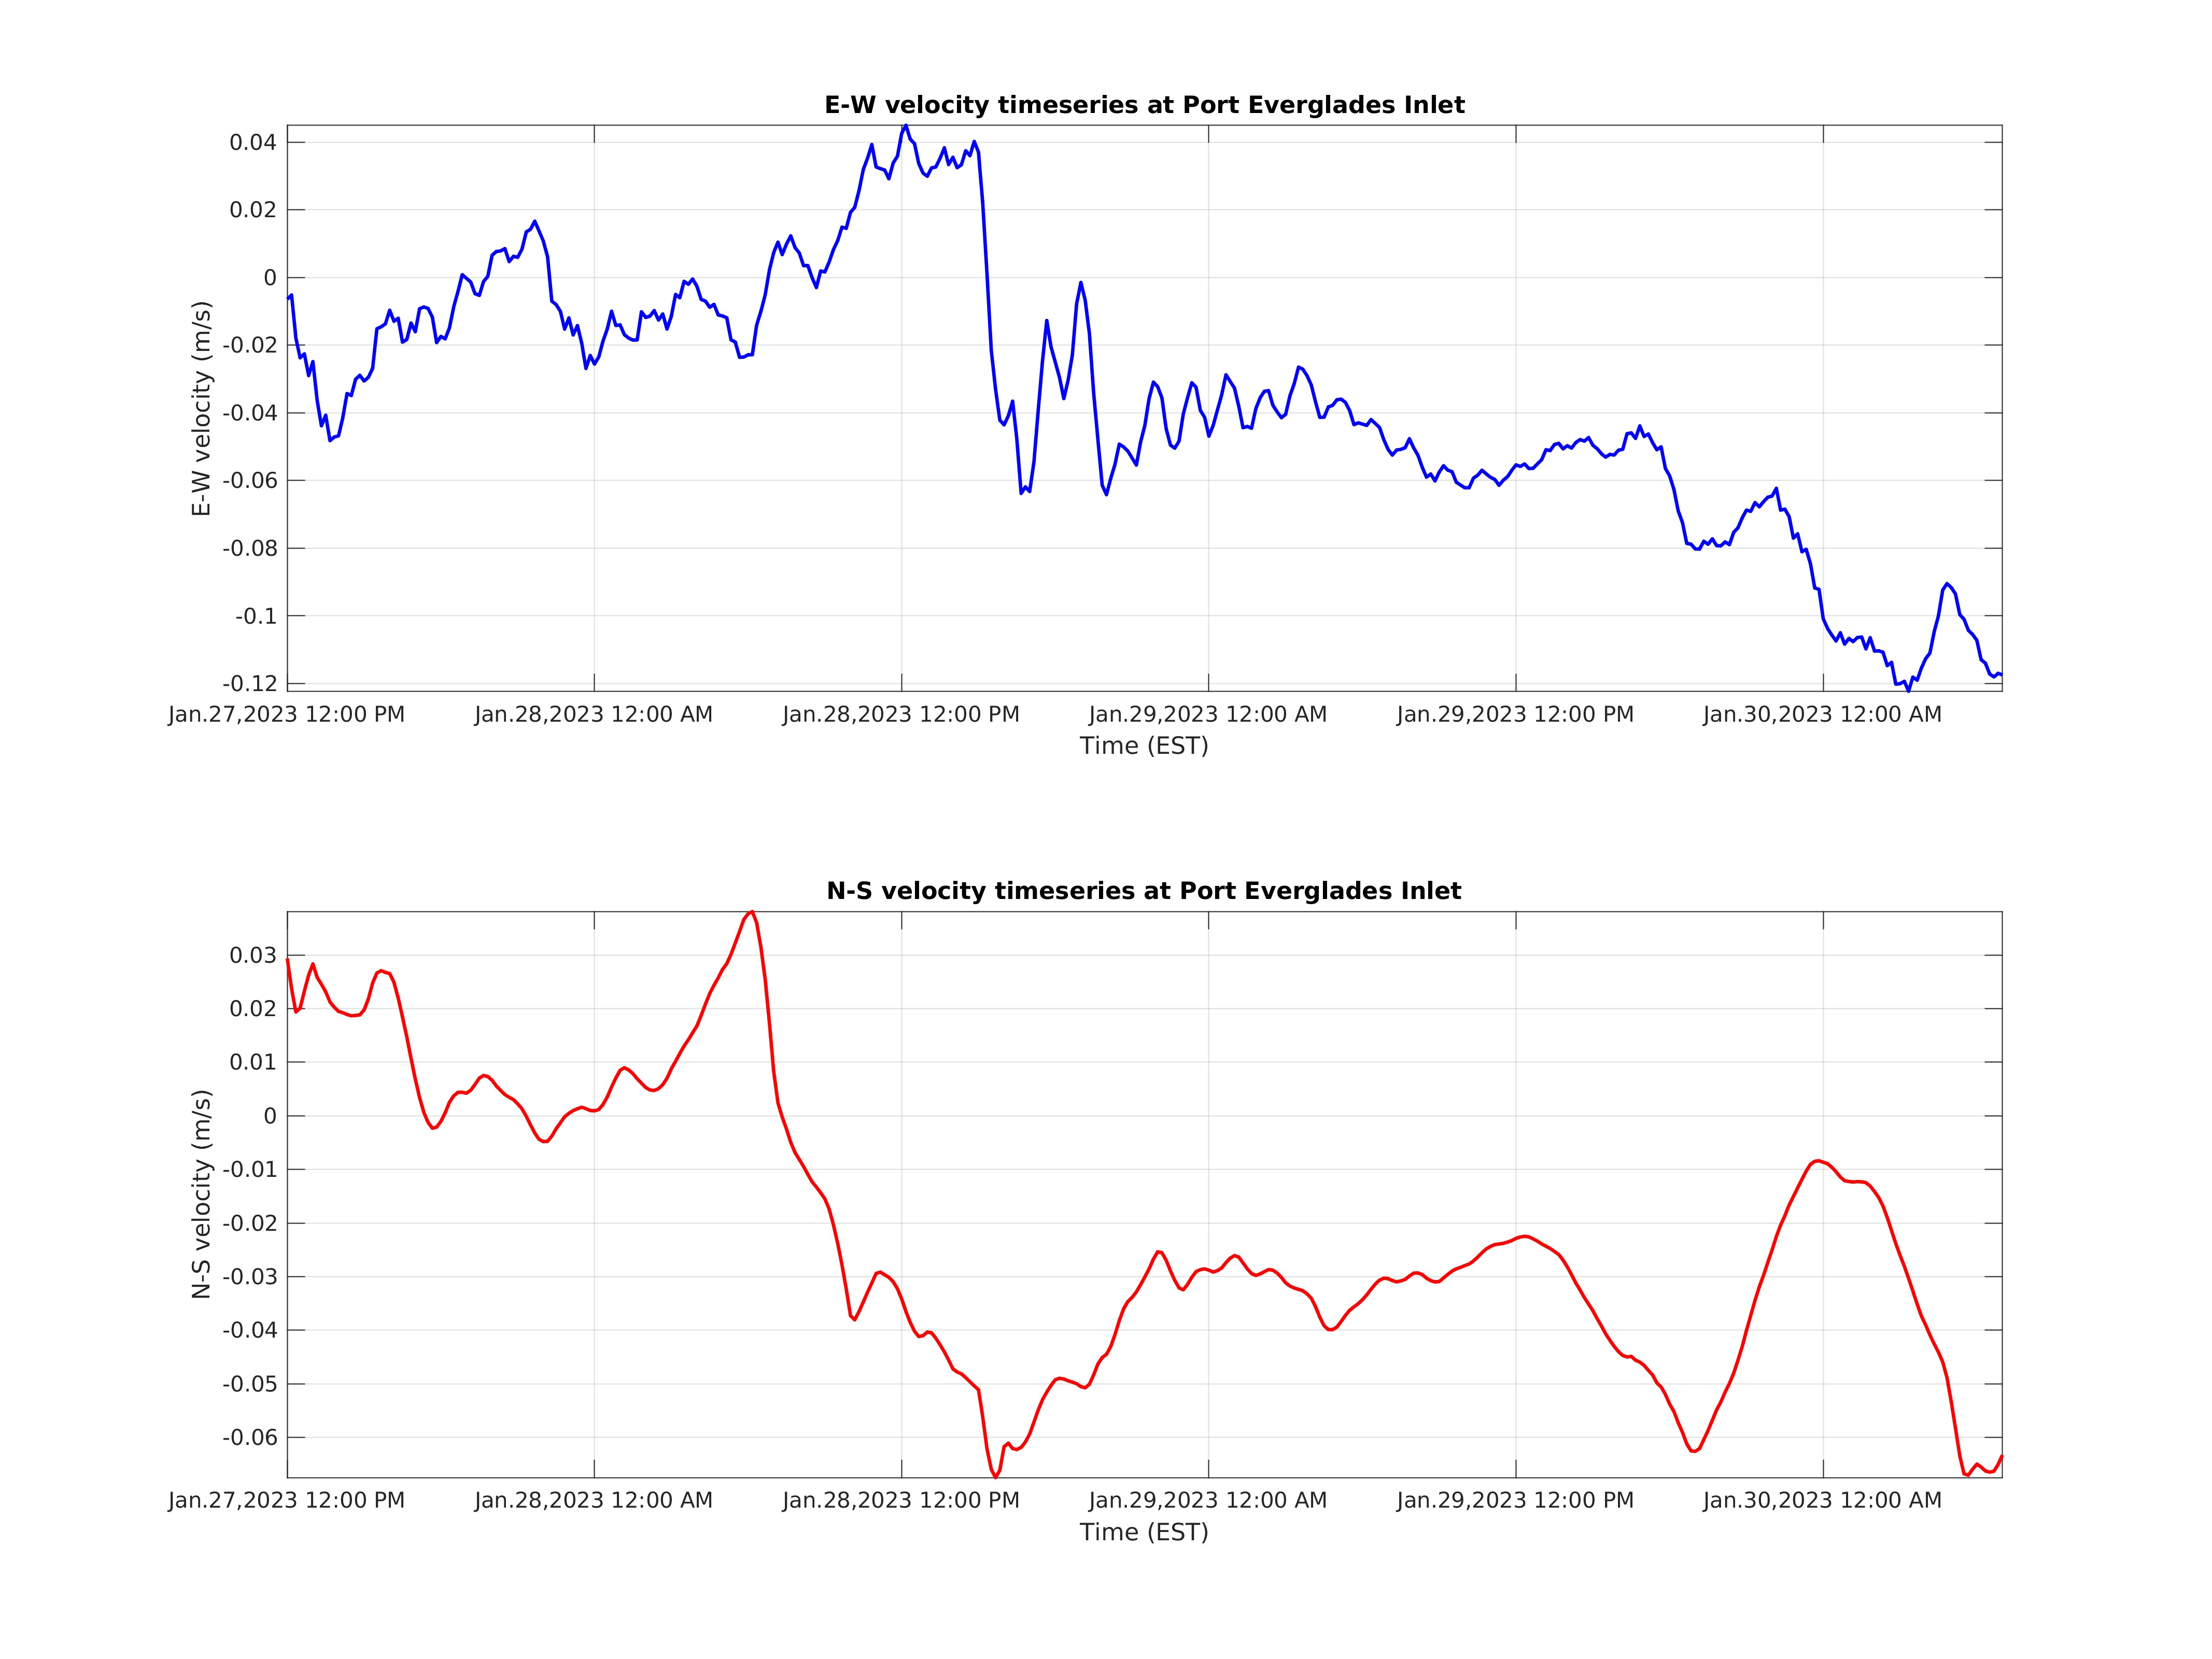 E-W velocity timeseries at Port Everglades Inlet
0.04
0.02
0
-0.02
-0.04
-0.06
-0.08
-0.1
-0.12
E-W velocity (m/s)
Jan.27,2023 12:00 PM Jan.28,2023 12:00 AM Jan.28,2023 12:00 PM Jan.29,2023 12:00 AM Jan.29,2023 12:00 PM Jan.30,2023 12:00 AM
Time (EST)
N-S velocity timeseries at Port Everglades Inlet
0.03
0.02
0.01
0
-0.01
-0.02
-0.03
-0.04
-0.05
-0.06
N-S velocity (m/s)
Jan.27,2023 12:00 PM Jan.28,2023 12:00 AM Jan.28,2023 12:00 PM Jan.29,2023 12:00 AM Jan.29,2023 12:00 PM Jan.30,2023 12:00 AM
Time (EST)